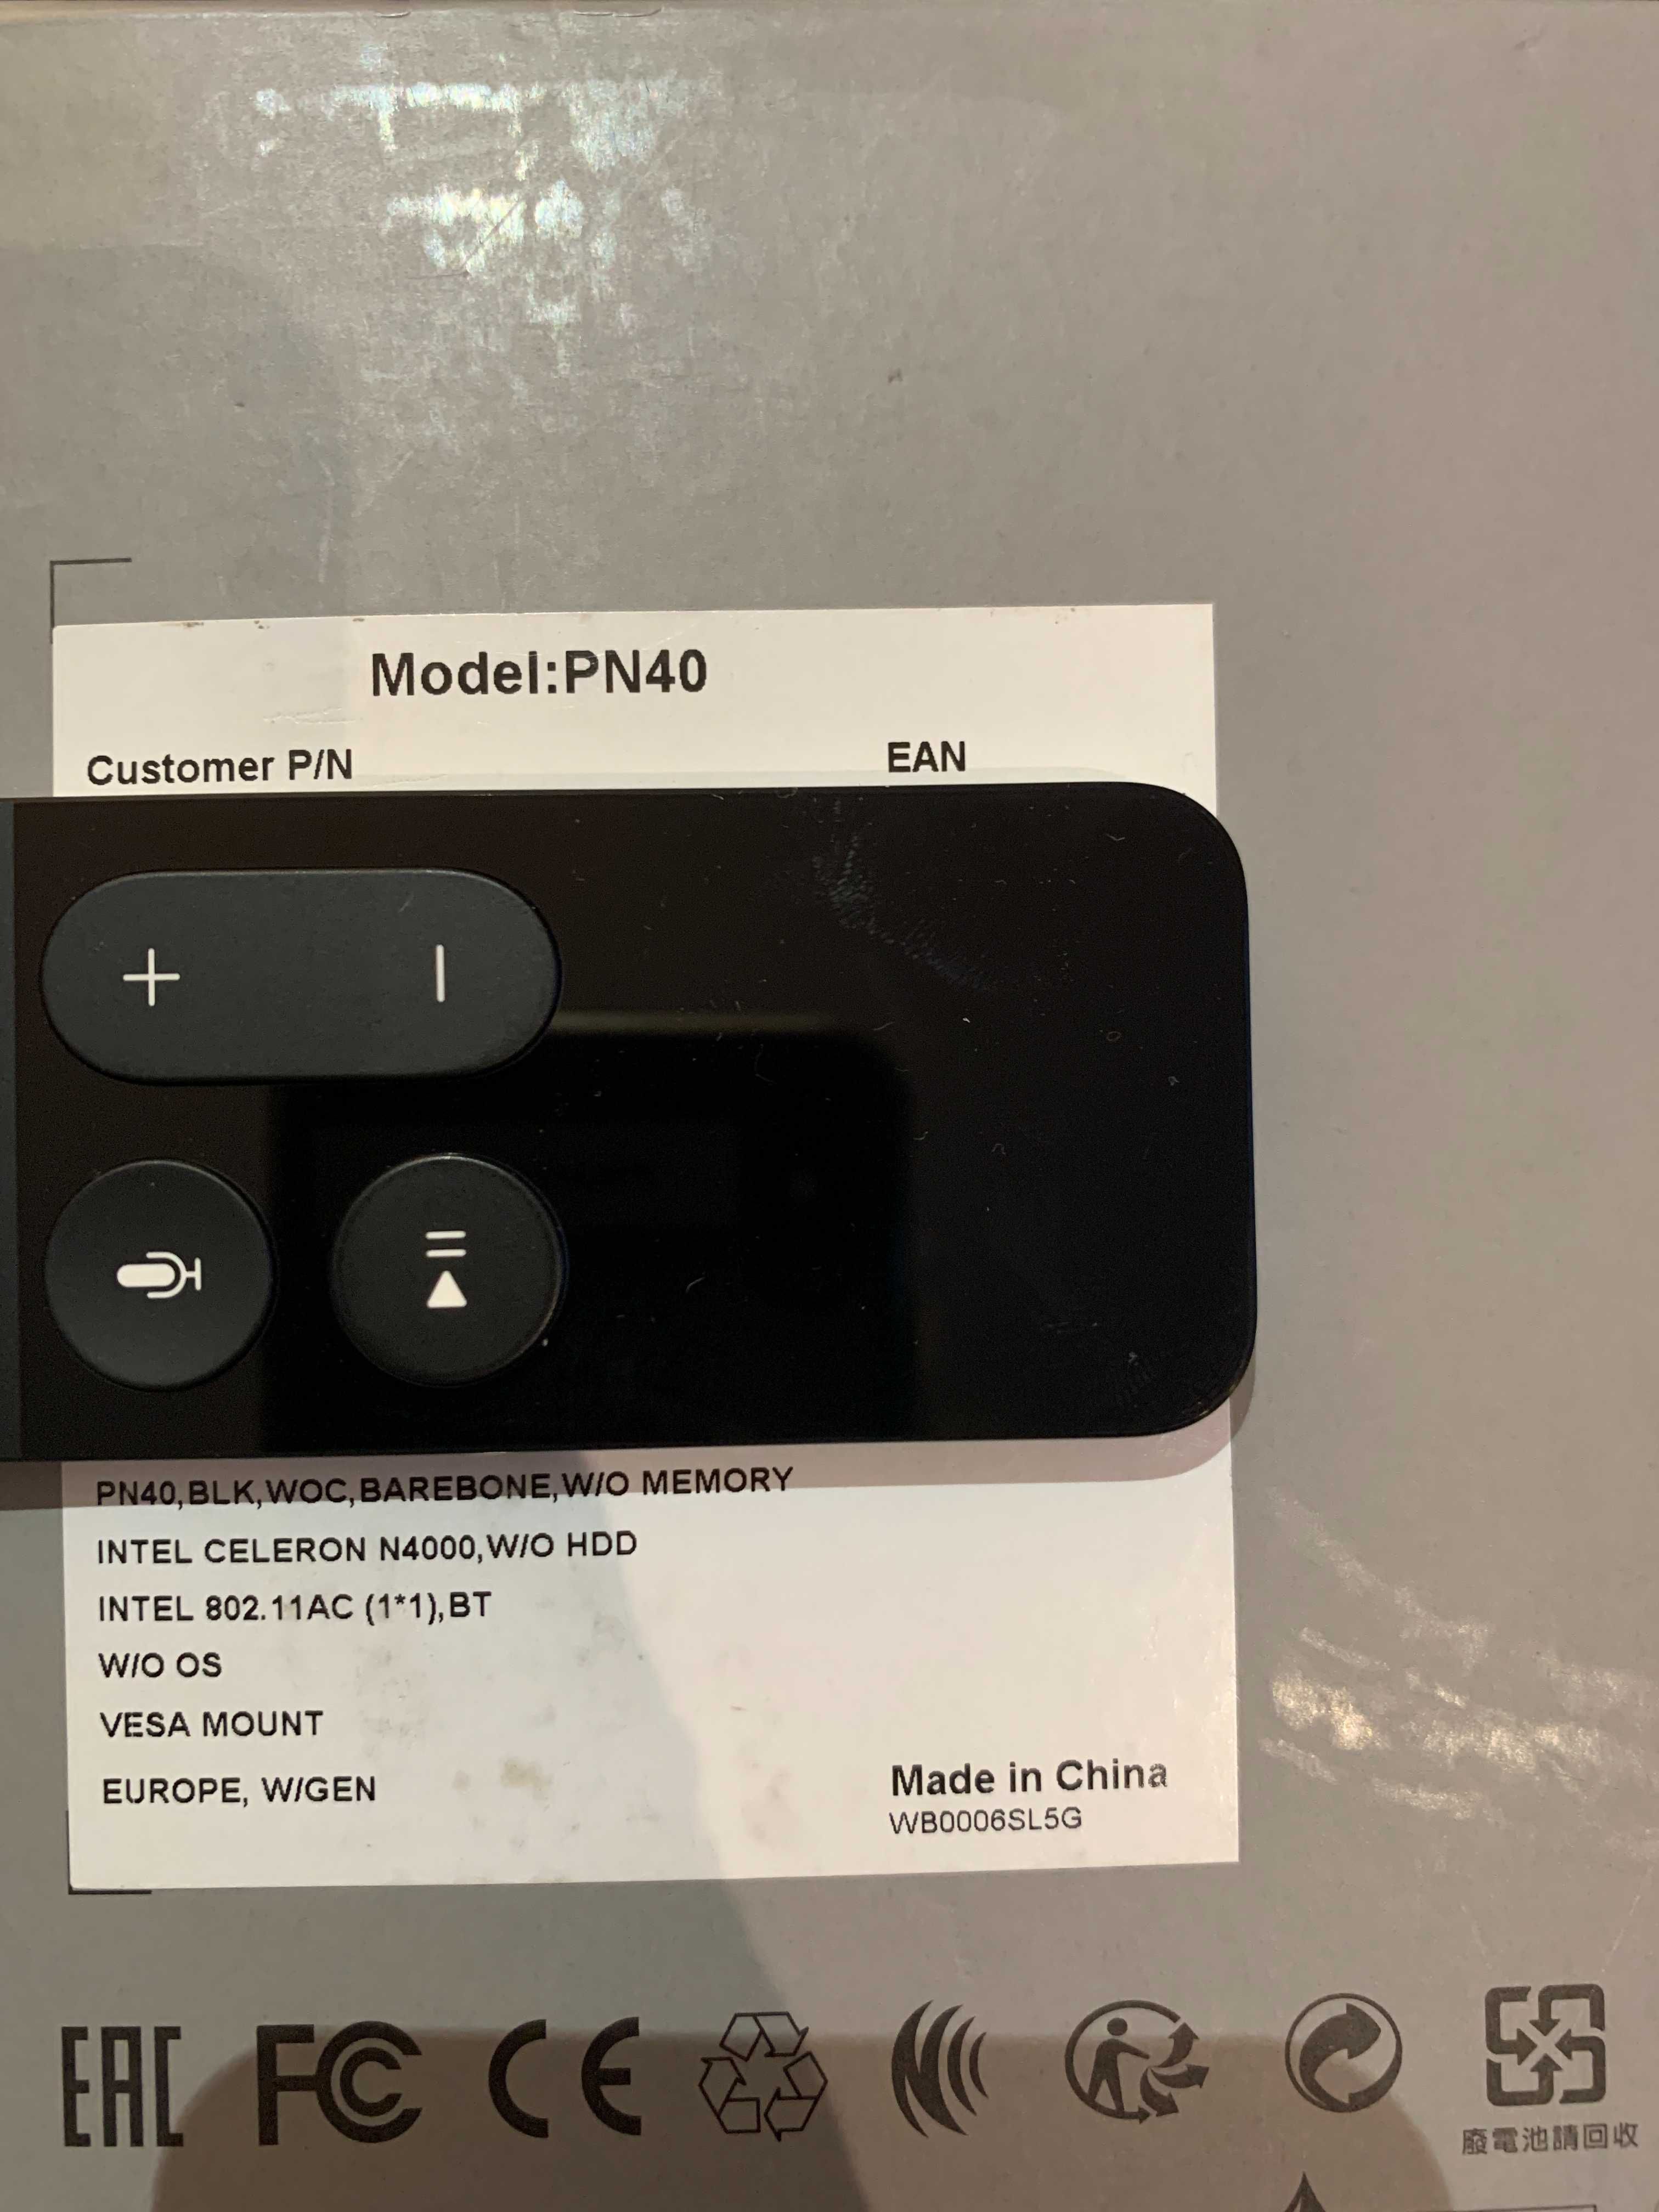 Model:PN40
Customer P/N EAN
PN40,BLK,WOC,BAREBONE,W/O MEMORY
INTEL CELERON N4000,W/O HDD
INTEL 802.11AC (1*1),BT
W/O OS
VESA MOUNT
EUROPE, W/GEN
Made in China
WB0006SL5G
EAC FC CE
廢電池請回收